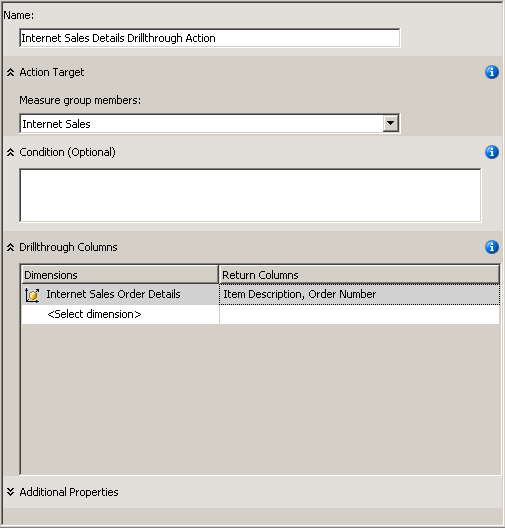 Name:
Internet Sales Details Drillthrough Action
Action Target
Measure group members:
Internet Sales
Condition (Optional)
Drillthrough Columns
Dimensions Return Columns
Internet Sales Order Details Item Description, Order Number
<Select dimension>
Additional Properties